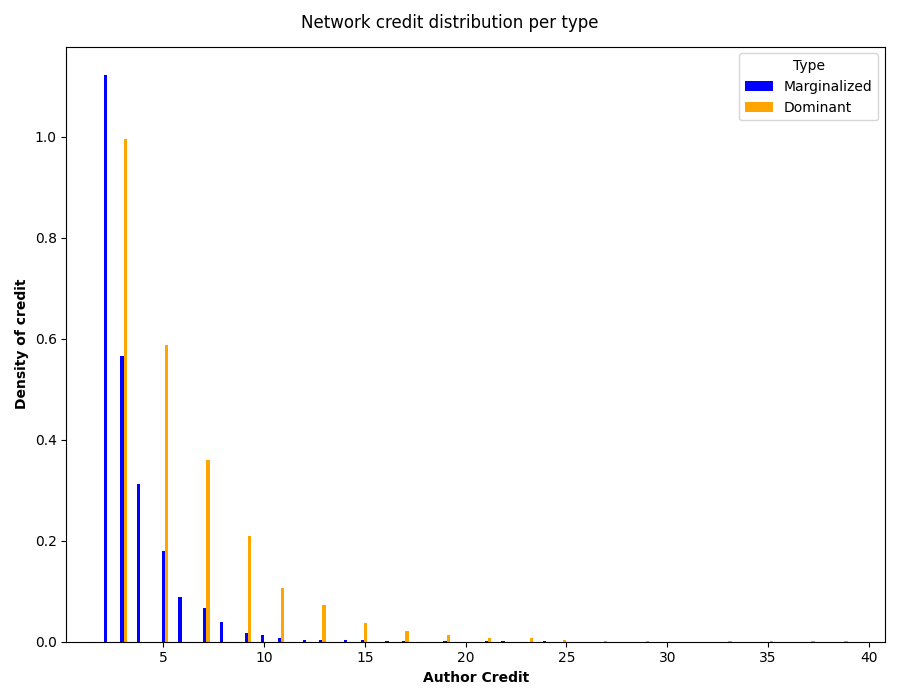 Network credit distribution per type
Type
Marginalized
Dominant
Density of credit
1.0
0.8
0.6
0.4
0.2
0.0
5 10 15 20 25 30 35 40
Author Credit